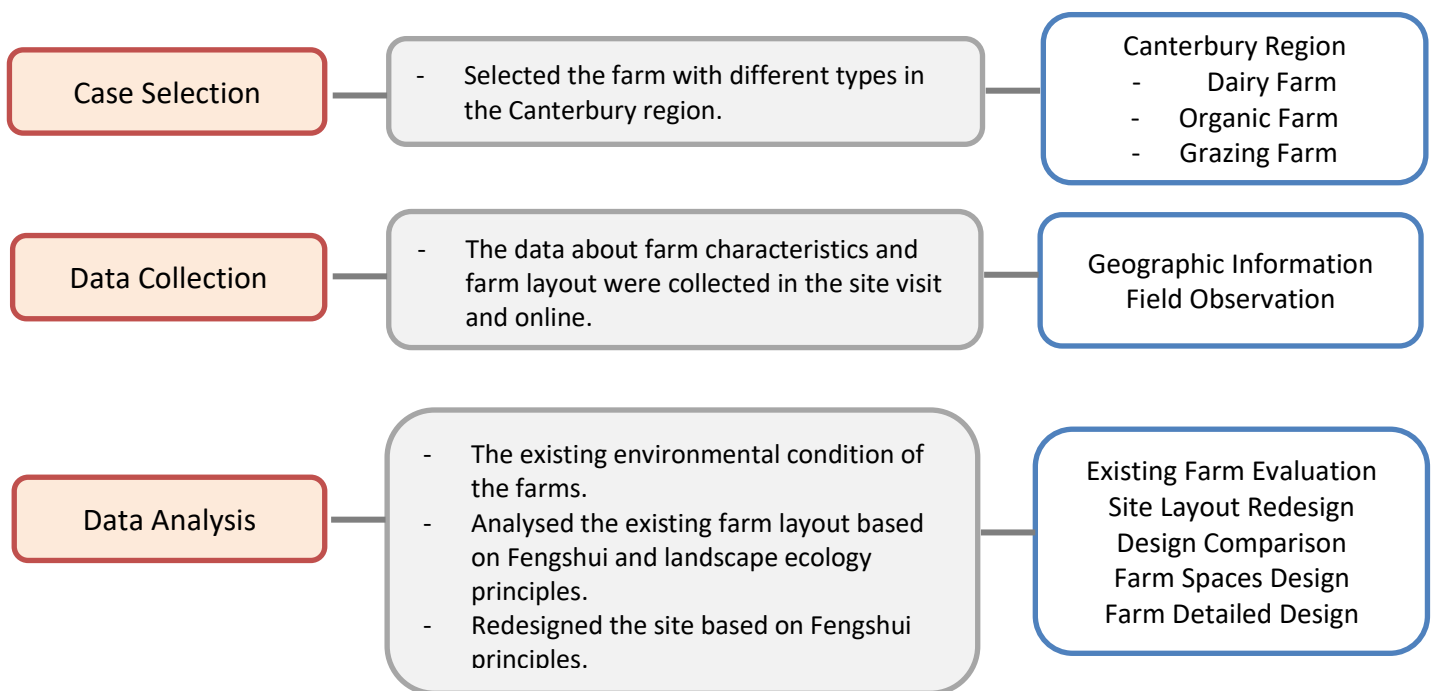 Case Selection
- Selected the farm with different types in
the Canterbury region.
Canterbury Region
- Dairy Farm
- Organic Farm
- Grazing Farm
Data Collection
- The data about farm characteristics and
farm layout were collected in the site visit
and online.
Geographic Information
Field Observation
Data Analysis
- The existing environmental condition of
the farms.
- Analysed the existing farm layout based
on Fengshui and landscape ecology
principles.
- Redesigned the site based on Fengshui
principles.
Existing Farm Evaluation
Site Layout Redesign
Design Comparison
Farm Spaces Design
Farm Detailed Design